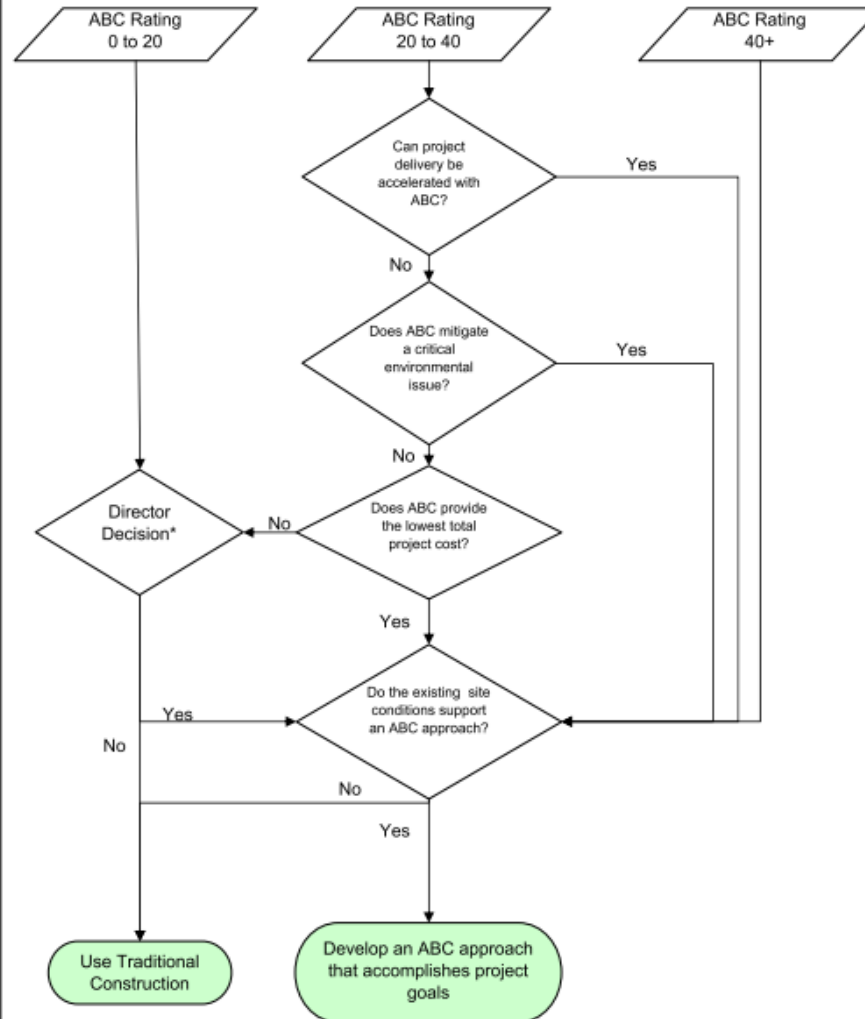 ABC Rating
0 to 20
ABC Rating
20 to 40
ABC Rating
40+
Can project
delivery be
accelerated with
ABC?
Yes
No
Does ABC mitigate
a critical
environmental
issue?
Yes
No
Director
Decision*
No
Does ABC provide
the lowest total
project cost?
Yes
Do the existing site
conditions support
an ABC approach?
Yes
No
No
Yes
Use Traditional
Construction
Develop an ABC approach
that accomplishes project
goals